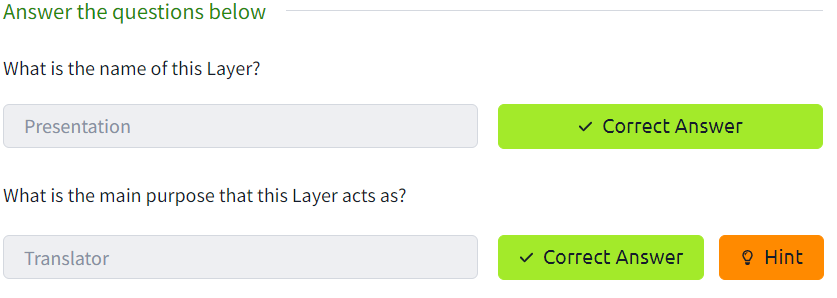 Answer the questions below
What is the name of this Layer?
Presentation
Correct Answer
What is the main purpose that this Layer acts as?
Translator
Correct Answer
Hint